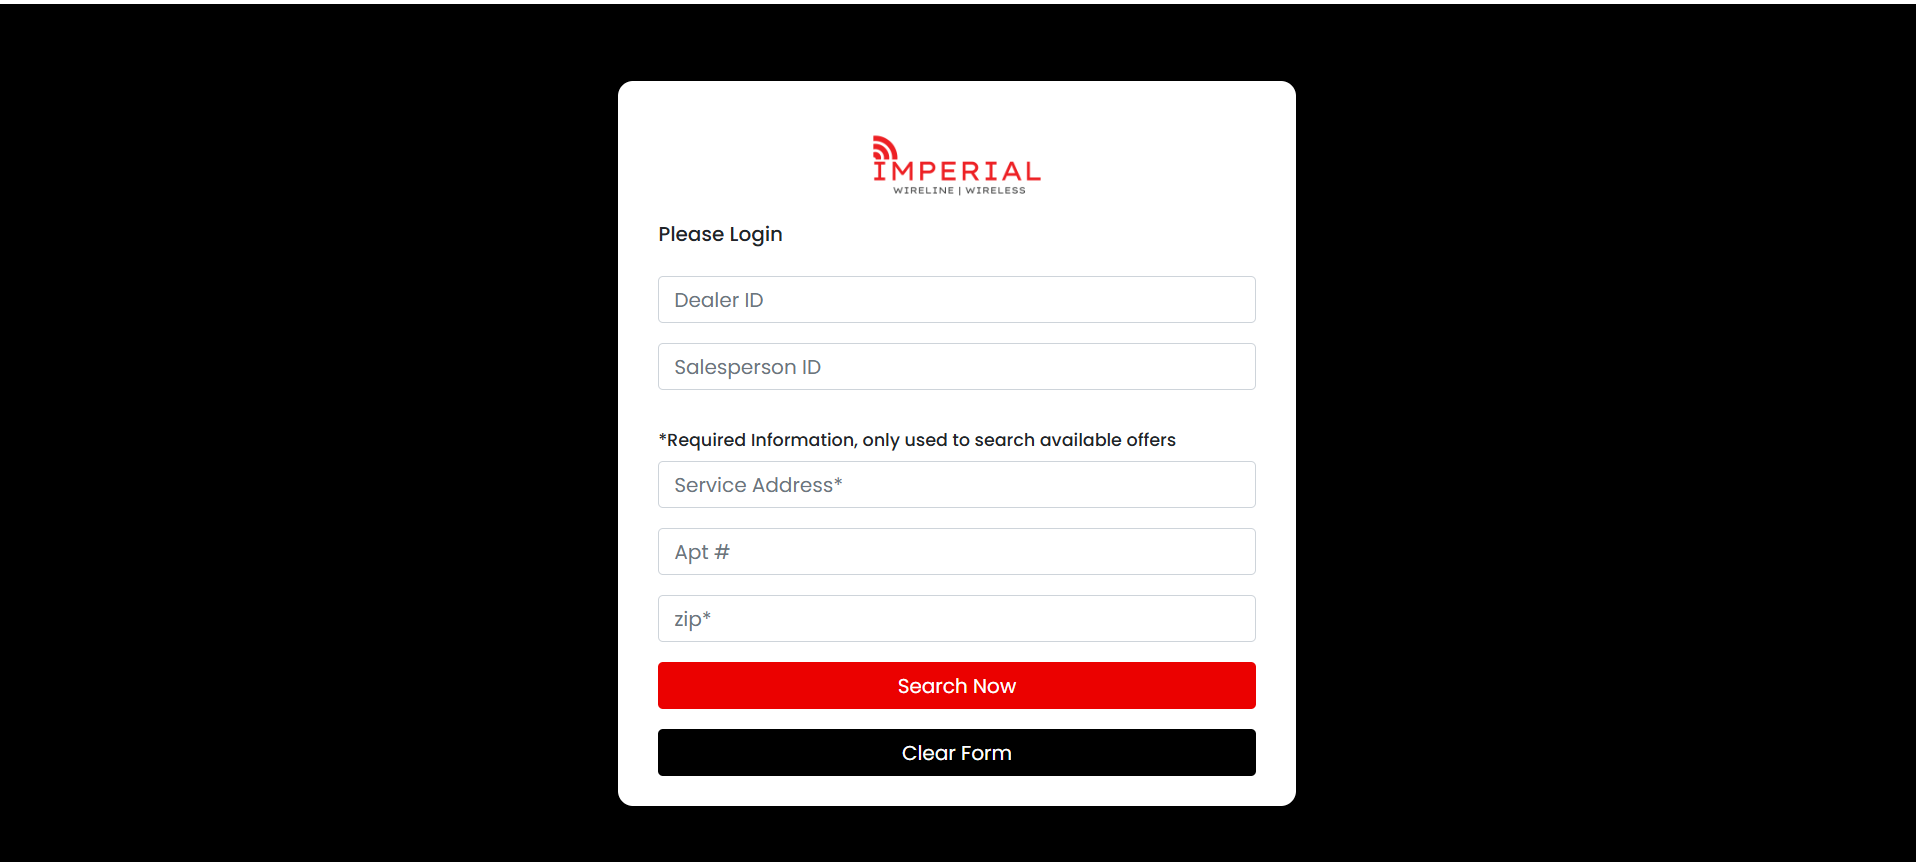 IMPERIAL
WIRELINE | WIRELESS
Please Login
Dealer ID
Salesperson ID
*Required Information, only used to search available offers
Service Address*
Apt #
zip*
Search Now
Clear Form